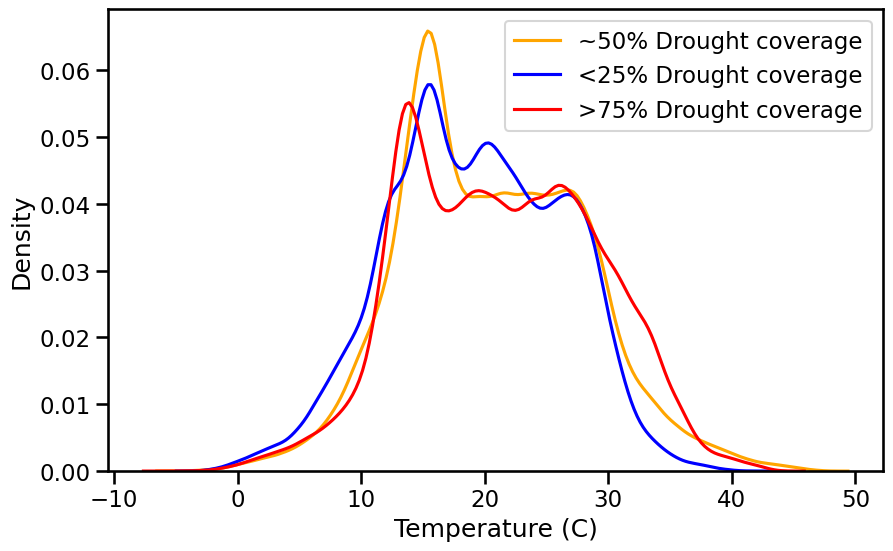 ~50% Drought coverage
<25% Drought coverage
>75% Drought coverage
0.06
0.05
0.04
0.03
0.02
0.01
0.00
Density
−10 0 10 20 30 40 50
Temperature (C)